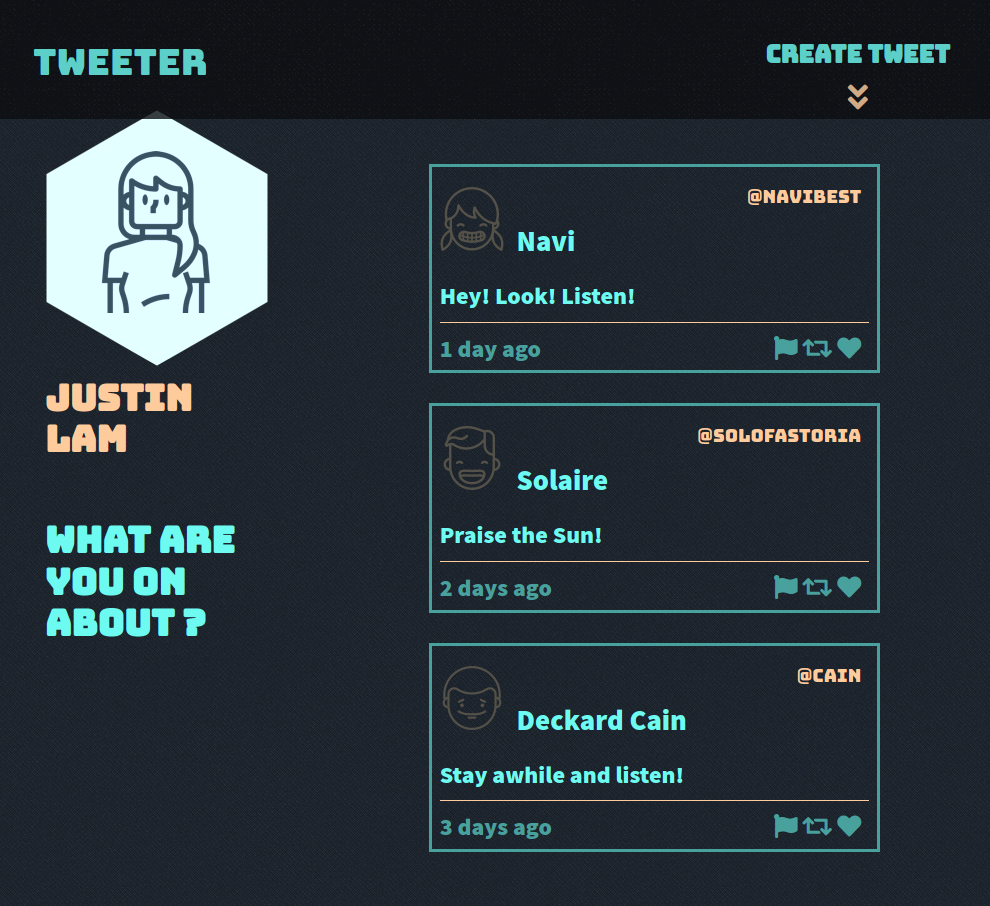 TWEETER
CREATE TWEET
JUSTIN
LAM
WHAT ARE
YOU ON
ABOUT ?
@NAVIBEST
Navi
Hey! Look! Listen!
1 day ago
@SOLOFASTORIA
Solaire
Praise the Sun!
2 days ago
@CAIN
Deckard Cain
Stay awhile and listen!
3 days ago